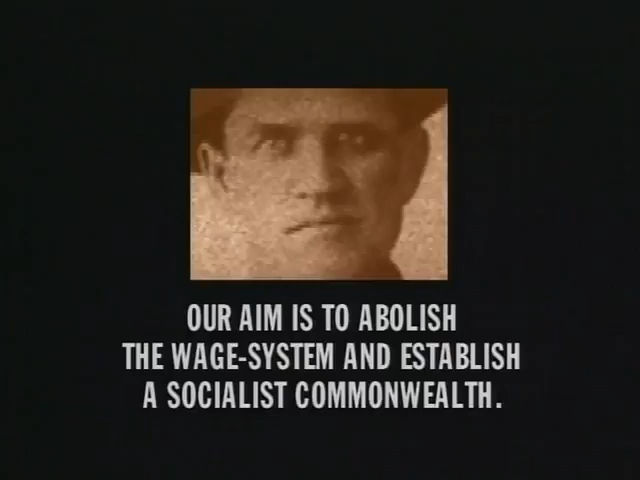 OUR AIM IS TO ABOLISH
THE WAGE-SYSTEM AND ESTABLISH
A SOCIALIST COMMONWEALTH.